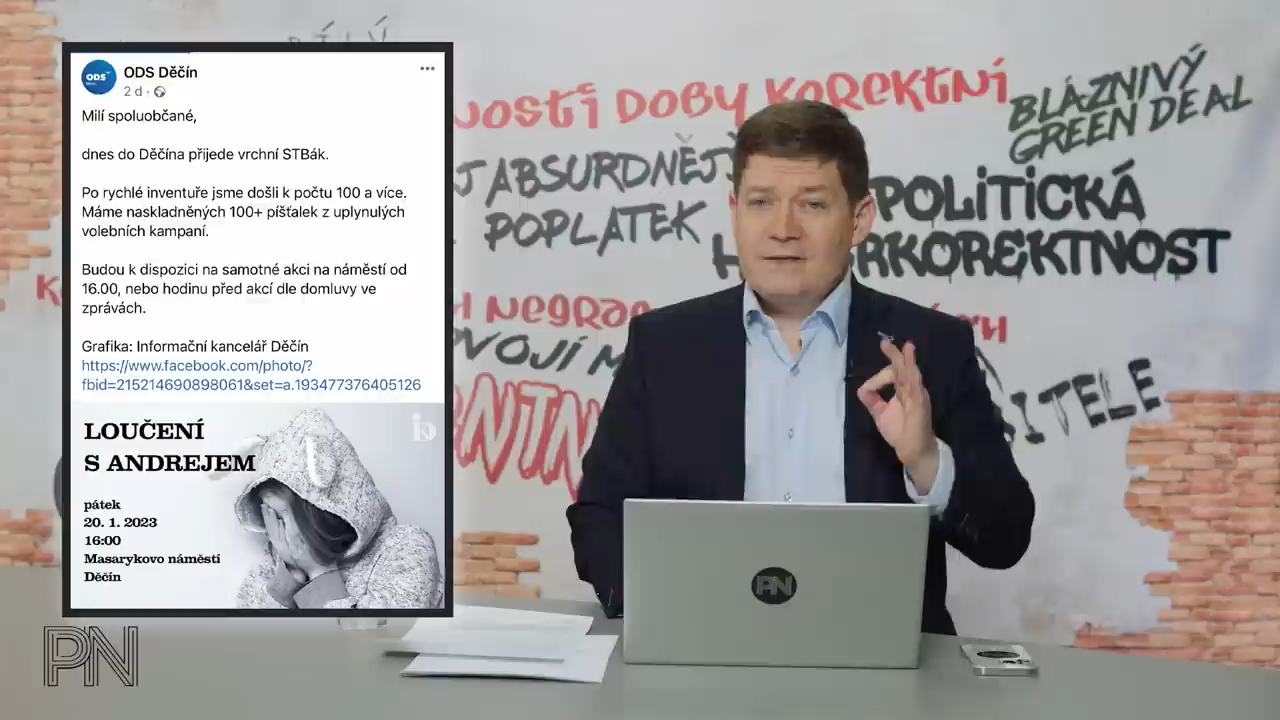 ODS Děčín
2 d
Milí spoluobčané,
dnes do Děčína přijede vrchní STBák.
Po rychlé inventuře jsme došli k počtu 100 a více.
Máme naskladněných 100+ píšťalek z uplynulých
volebních kampaní.
Budou k dispozici na samotné akci na náměstí od
16.00, nebo hodinu před akcí dle domluvy ve
zprávách.
Grafika: Informační kancelář Děčín
https://www.facebook.com/photo/?
fbid=215214690898061&set=a.193477376405126
LOUČENÍ
S ANDREJEM
pátek
20. 1. 2023
16:00
Masarykovo náměstí
Děčín
ODS
DOBY KOREKTNÍ
BLÁZNIVÝ
GREEN DEAL
POPLATEK
POLITICKÁ
PN
PN